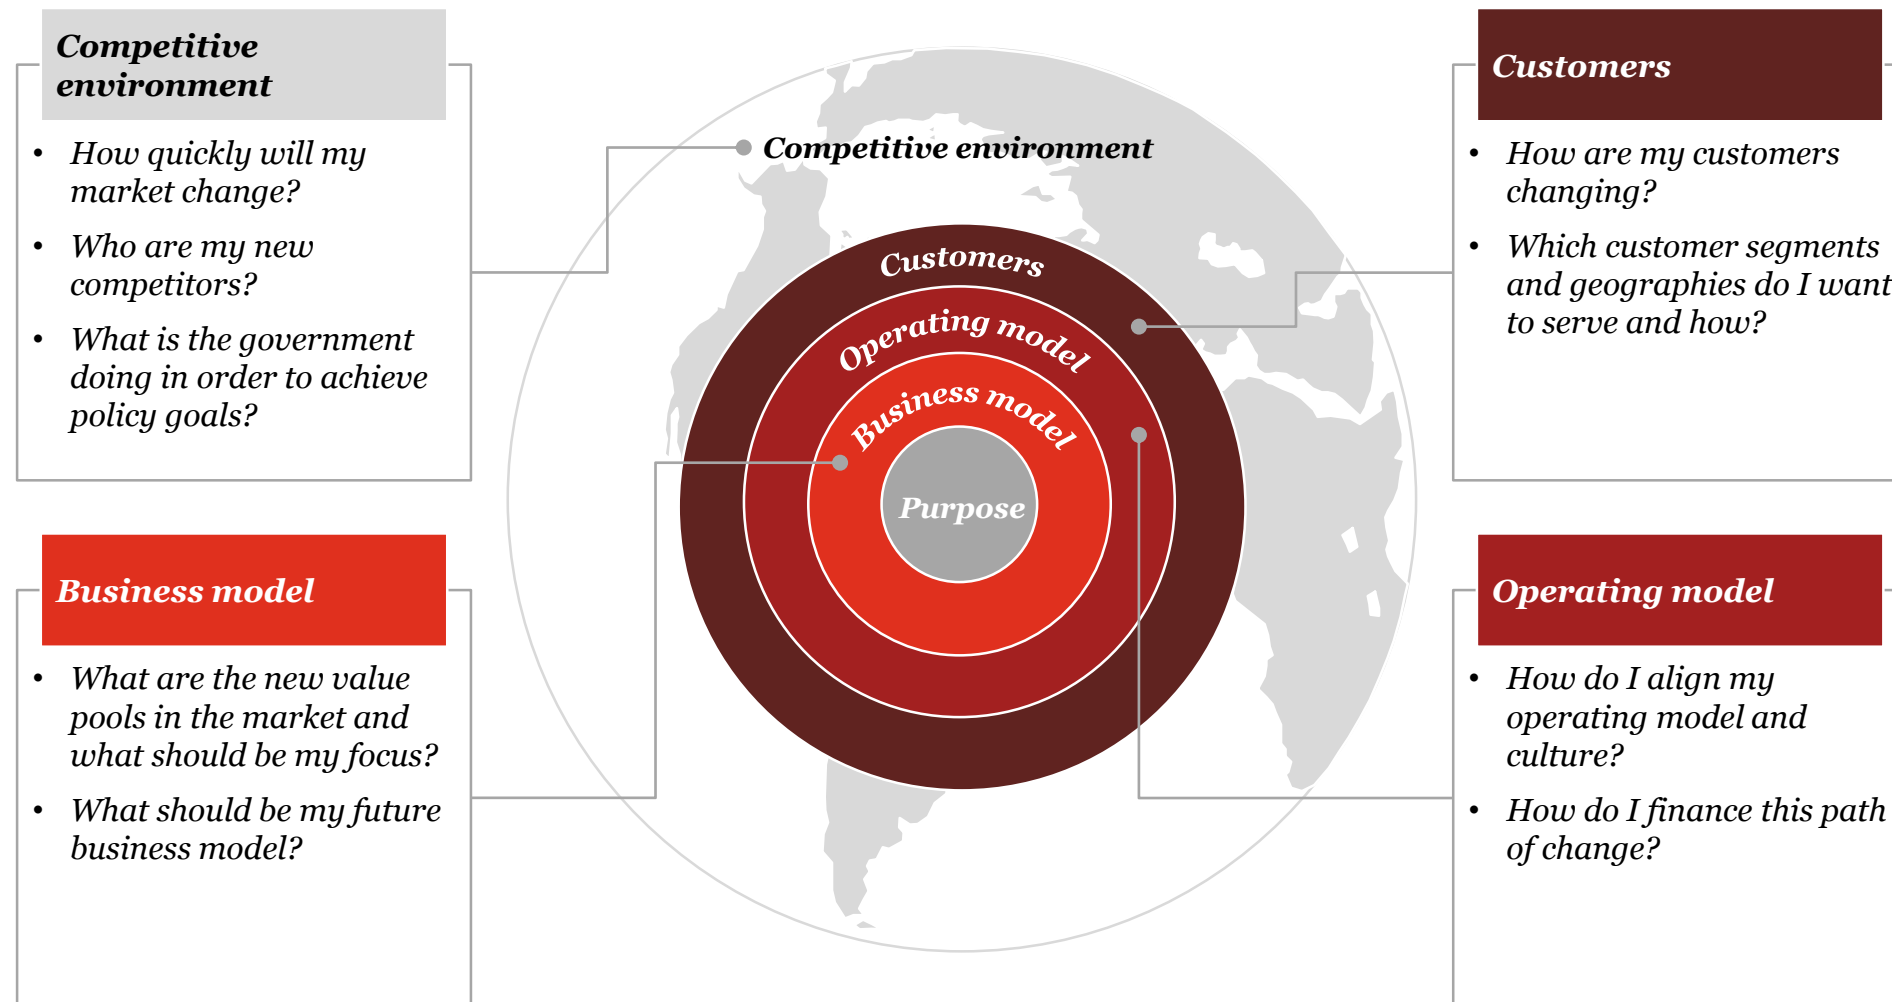 Competitive
environment
• How quickly will my
market change?
• Who are my new
competitors?
• What is the government
doing in order to achieve
policy goals?
Competitive environment
Customers
Operating model
Business model
Purpose
Customers
• How are my customers
changing?
• Which customer segments
and geographies do I want
to serve and how?
Business model
• What are the new value
pools in the market and
what should be my focus?
• What should be my future
business model?
Operating model
• How do I align my
operating model and
culture?
• How do I finance this path
of change?